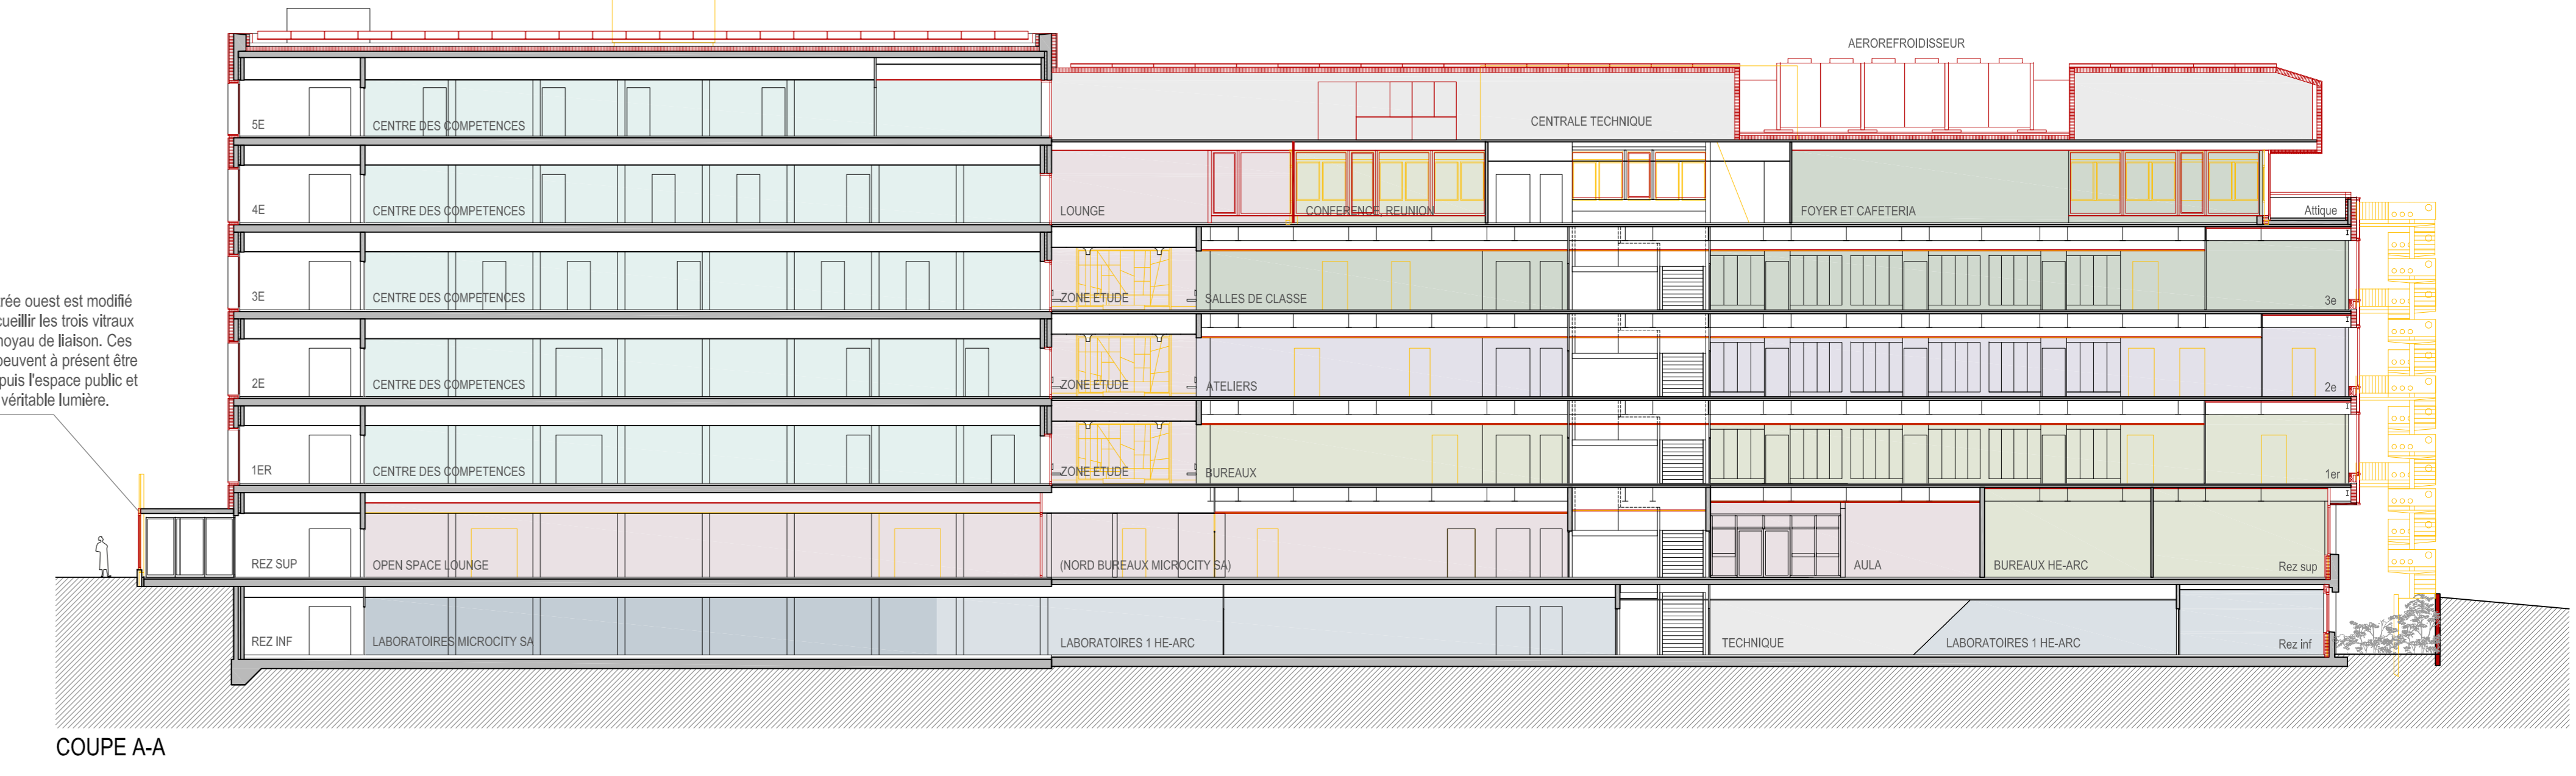 AEROREFROIDISSEUR
5E
CENTRE DES COMPETENCES
CENTRALE TECHNIQUE
4E
CENTRE DES COMPETENCES
LOUNGE
CONFERENCE, REUNION
FOYER ET CAFETERIA
Attique
3E
CENTRE DES COMPETENCES
ZONE ETUDE
SALLES DE CLASSE
3e
rée ouest est modifié
cueillir les trois vitraux
noyau de liaison. Ces
peuvent à présent être
puis l'espace public et
véritable lumière.
2E
CENTRE DES COMPETENCES
ZONE ETUDE
ATELIERS
2e
1ER
CENTRE DES COMPETENCES
ZONE ETUDE
BUREAUX
1er
REZ SUP
OPEN SPACE LOUNGE
(NORD BUREAUX MICROCITY SA)
AULA
BUREAUX HE-ARC
Rez sup
REZ INF
LABORATOIRES MICROCITY SA
LABORATOIRES 1 HE-ARC
TECHNIQUE
LABORATOIRES 1 HE-ARC
Rez inf
COUPE A-A